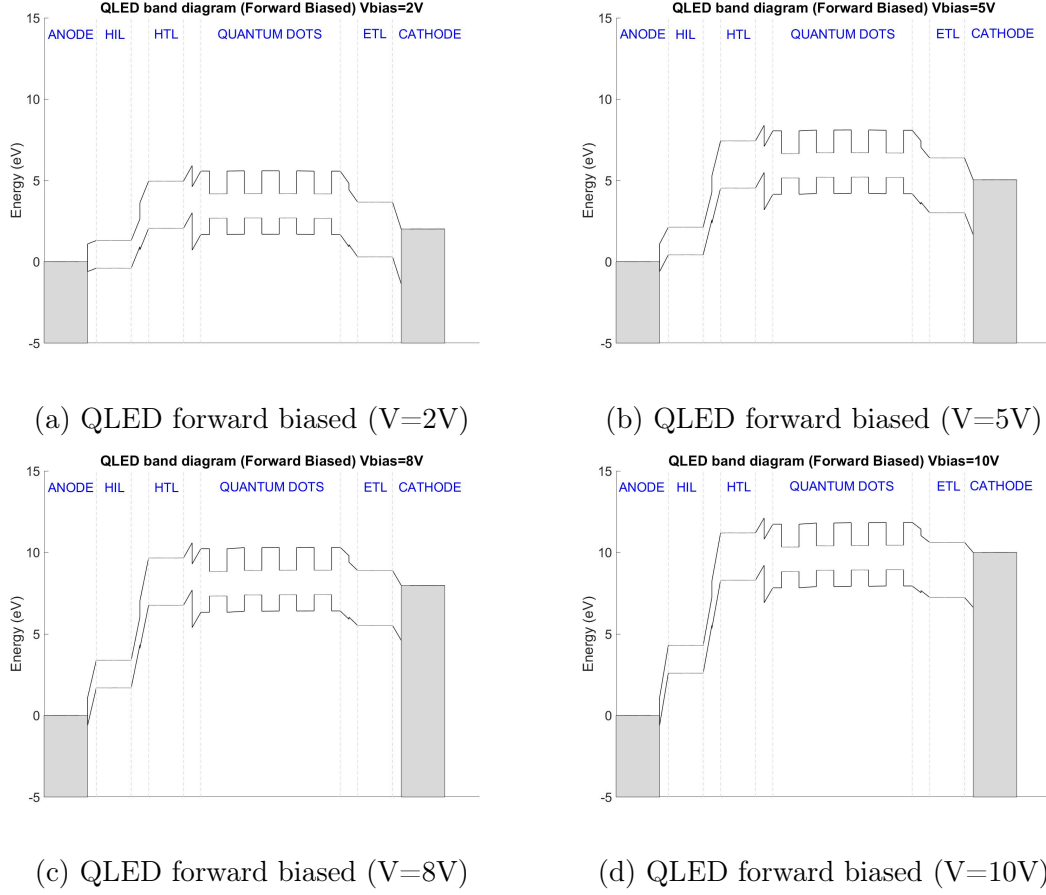 QLED band diagram (Forward Biased) Vbias=2V
15
ANODE HIL HTL QUANTUM DOTS ETL CATHODE
10
5
0
-5
Energy (eV)
(a) QLED forward biased (V=2V)
QLED band diagram (Forward Biased) Vbias=5V
15
ANODE HIL HTL QUANTUM DOTS ETL CATHODE
10
5
0
-5
Energy (eV)
(b) QLED forward biased (V=5V)
QLED band diagram (Forward Biased) Vbias=8V
15
ANODE HIL HTL QUANTUM DOTS ETL CATHODE
10
5
0
-5
Energy (eV)
(c) QLED forward biased (V=8V)
QLED band diagram (Forward Biased) Vbias=10V
15
ANODE HIL HTL QUANTUM DOTS ETL CATHODE
10
5
0
-5
Energy (eV)
(d) QLED forward biased (V=10V)